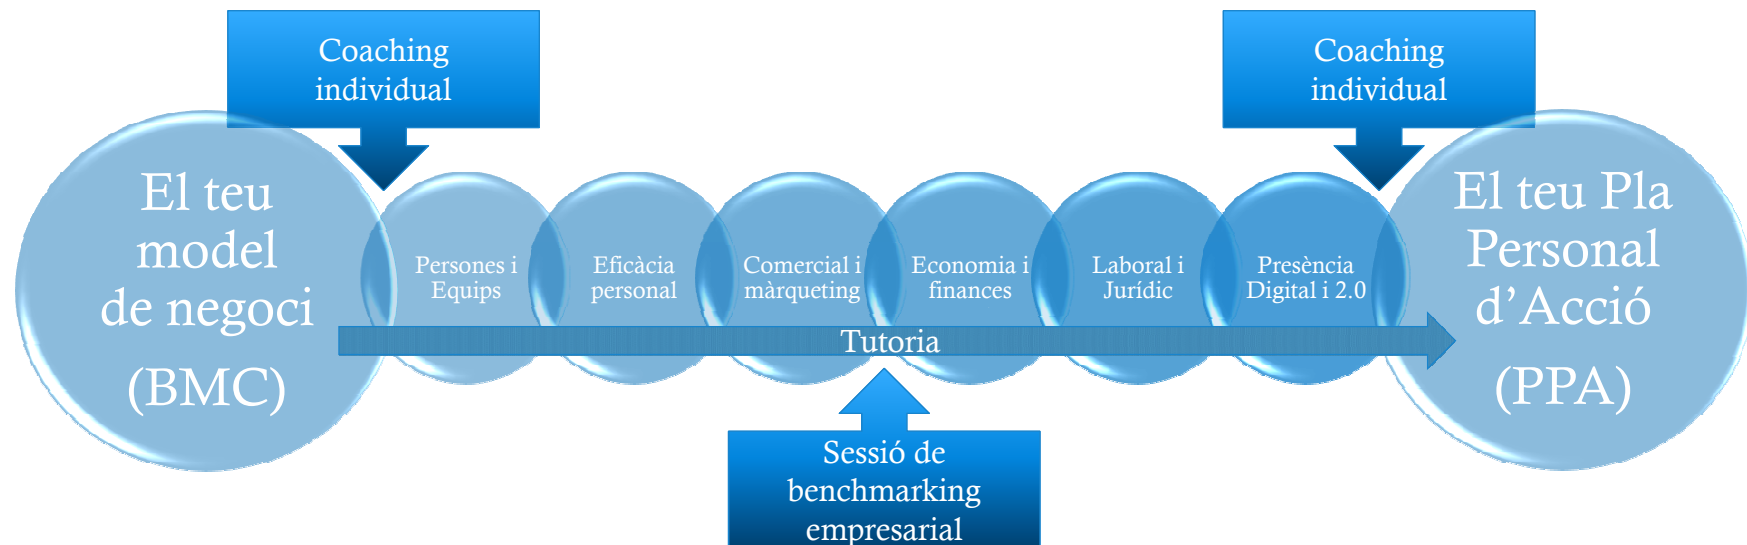 Coaching
individual
Coaching
individual
El teu
model
de negoci
(BMC)
Persones i
Equips
Eficàcia
personal
Comercial i
màrqueting
Economia i
finances
Laboral i
Jurídic
Presència
Digital i 2.0
El teu Pla
Personal
d’Acció
(PPA)
Tutoria
Sessió de
benchmarking
empresarial